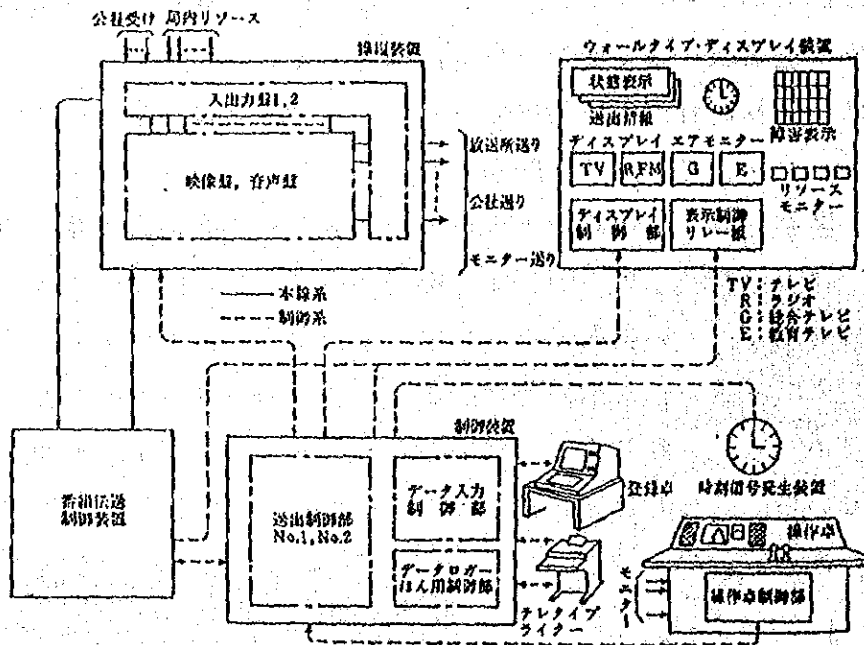 公社受け 局内リソース
入出力盤1,2
映像盤, 音声盤
放送所送り
公社送り
モニター送り
本線系
制御系
ウォールタイプ・ディスプレイ装置
状態表示
送出情報
障害表示
ディスプレイ エアモニター
TV R,FM G E
リソース
モニター
ディスプレイ
制御部
表示制御
リレー架
TV:テレビ
R:ラジオ
G:総合テレビ
E:教育テレビ
番組伝送
制御装置
制御装置
送出制御部
No.1, No.2
データ入力
制御部
データロガー
ほん用制御部
登録卓
テレタイプ
ライター
時刻信号発生装置
操作卓
モニター
操作卓制御部